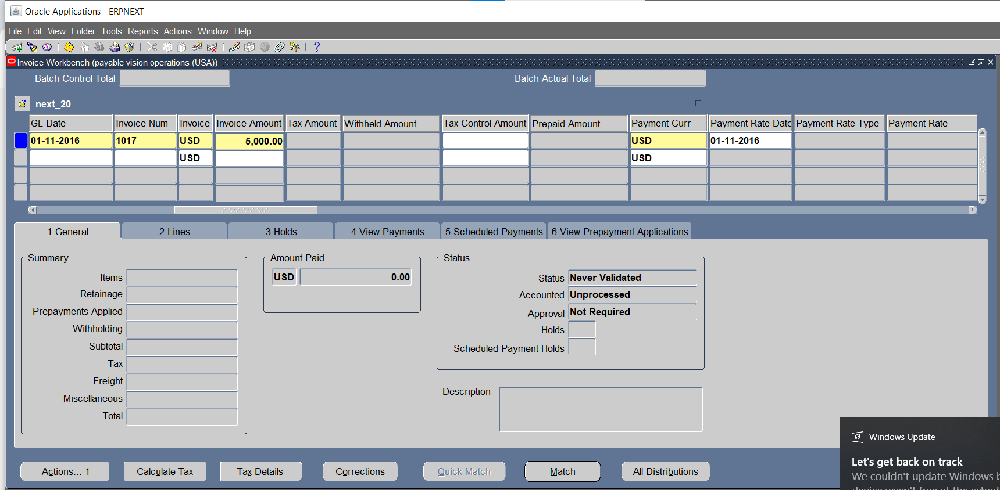 Oracle Applications - ERPNEXT
File Edit View Folder Tools Reports Actions Window Help
Invoice Workbench (payable vision operations (USA))
Batch Control Total Batch Actual Total
next_20
GL Date Invoice Num Invoice Invoice Amount Tax Amount Withheld Amount Tax Control Amount Prepaid Amount Payment Curr Payment Rate Date Payment Rate Type Payment Rate
01-11-2016 1017 USD 5,000.00 USD 01-11-2016
USD USD
1 General 2 Lines 3 Holds 4 View Payments 5 Scheduled Payments 6 View Prepayment Applications
Summary
Items
Retainage
Prepayments Applied
Withholding
Subtotal
Tax
Freight
Miscellaneous
Total
Amount Paid
USD 0.00
Status
Status Never Validated
Accounted Unprocessed
Approval Not Required
Holds
Scheduled Payment Holds
Description
Actions... 1 Calculate Tax Tax Details Corrections Quick Match Match All Distributions
Windows Update
Let's get back on track
We couldn't update Windows b
device wasn't free at the sched